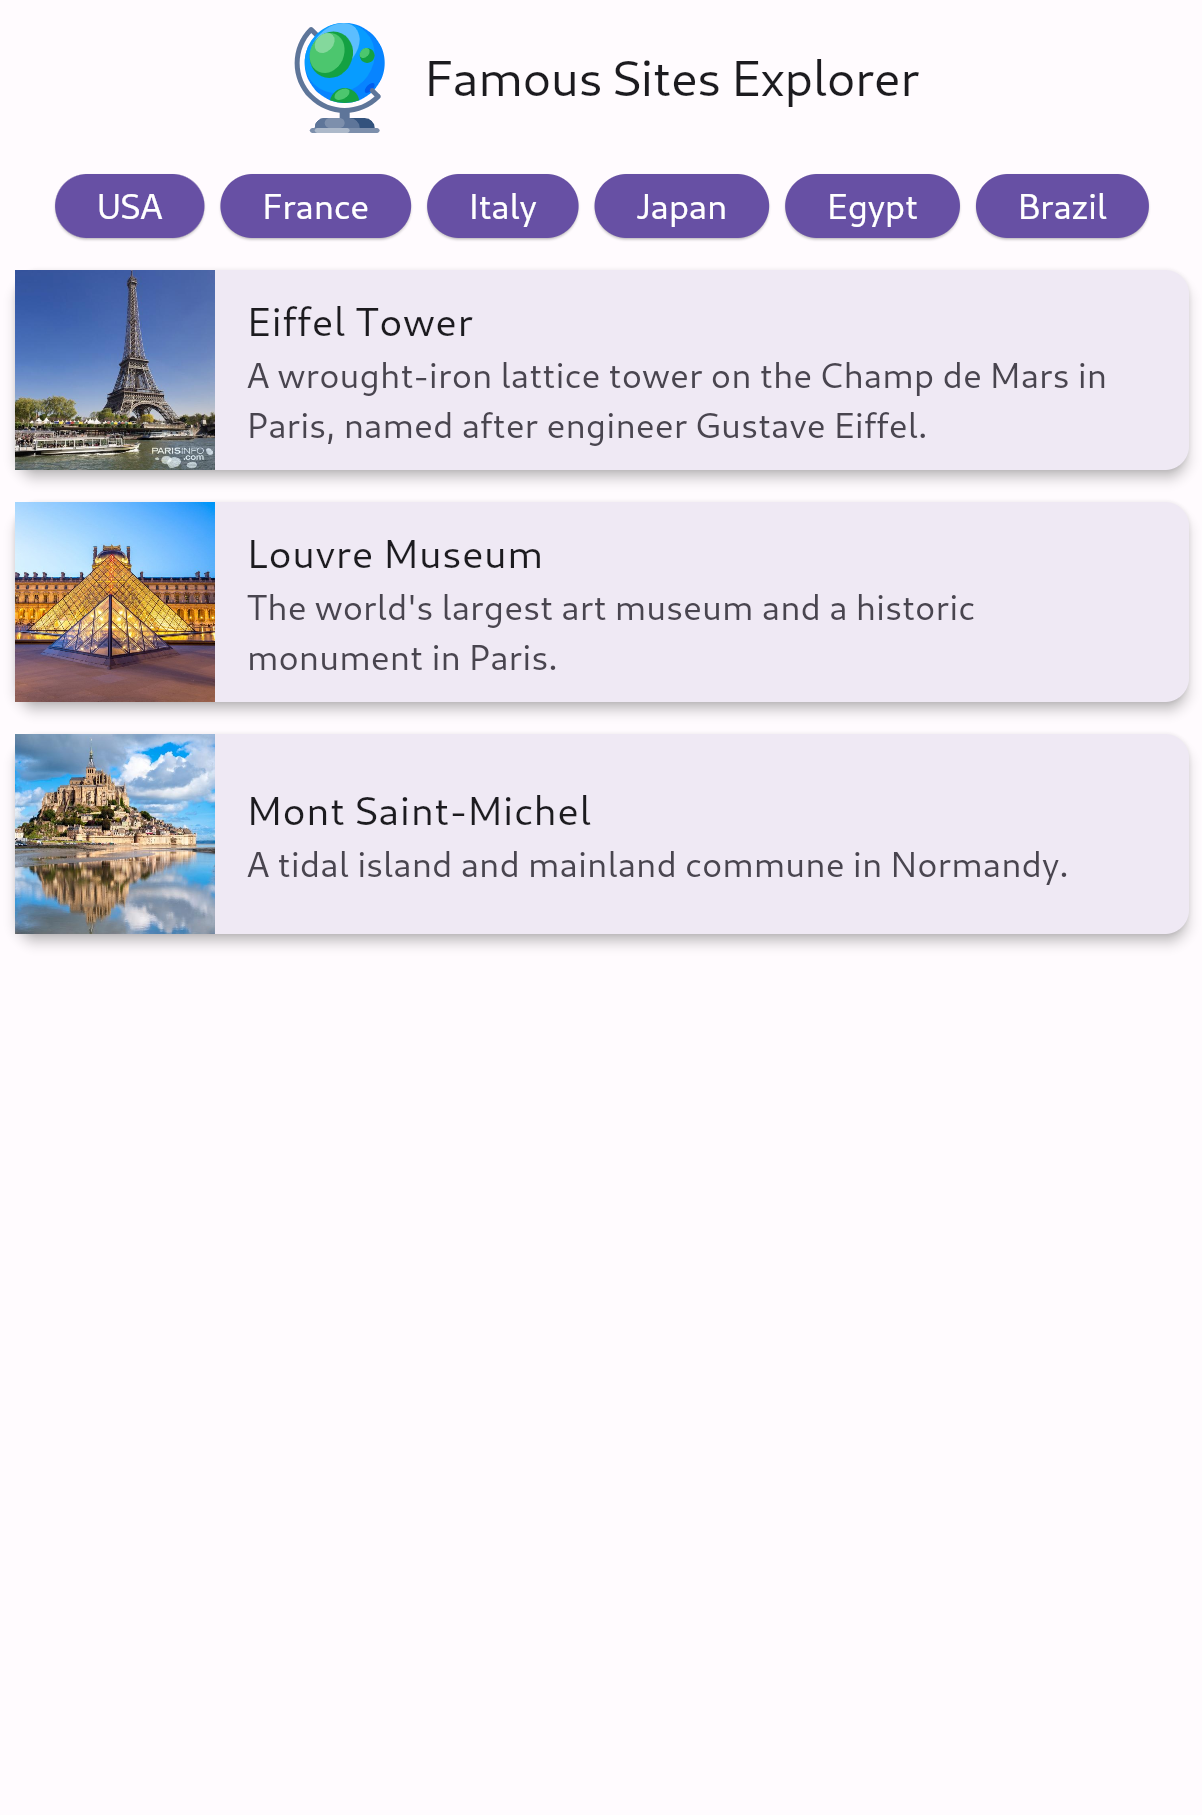 Famous Sites Explorer
USA
France
Italy
Japan
Egypt
Brazil
Eiffel Tower
A wrought-iron lattice tower on the Champ de Mars in
Paris, named after engineer Gustave Eiffel.
PARISINFO
.com
Louvre Museum
The world's largest art museum and a historic
monument in Paris.
Mont Saint-Michel
A tidal island and mainland commune in Normandy.